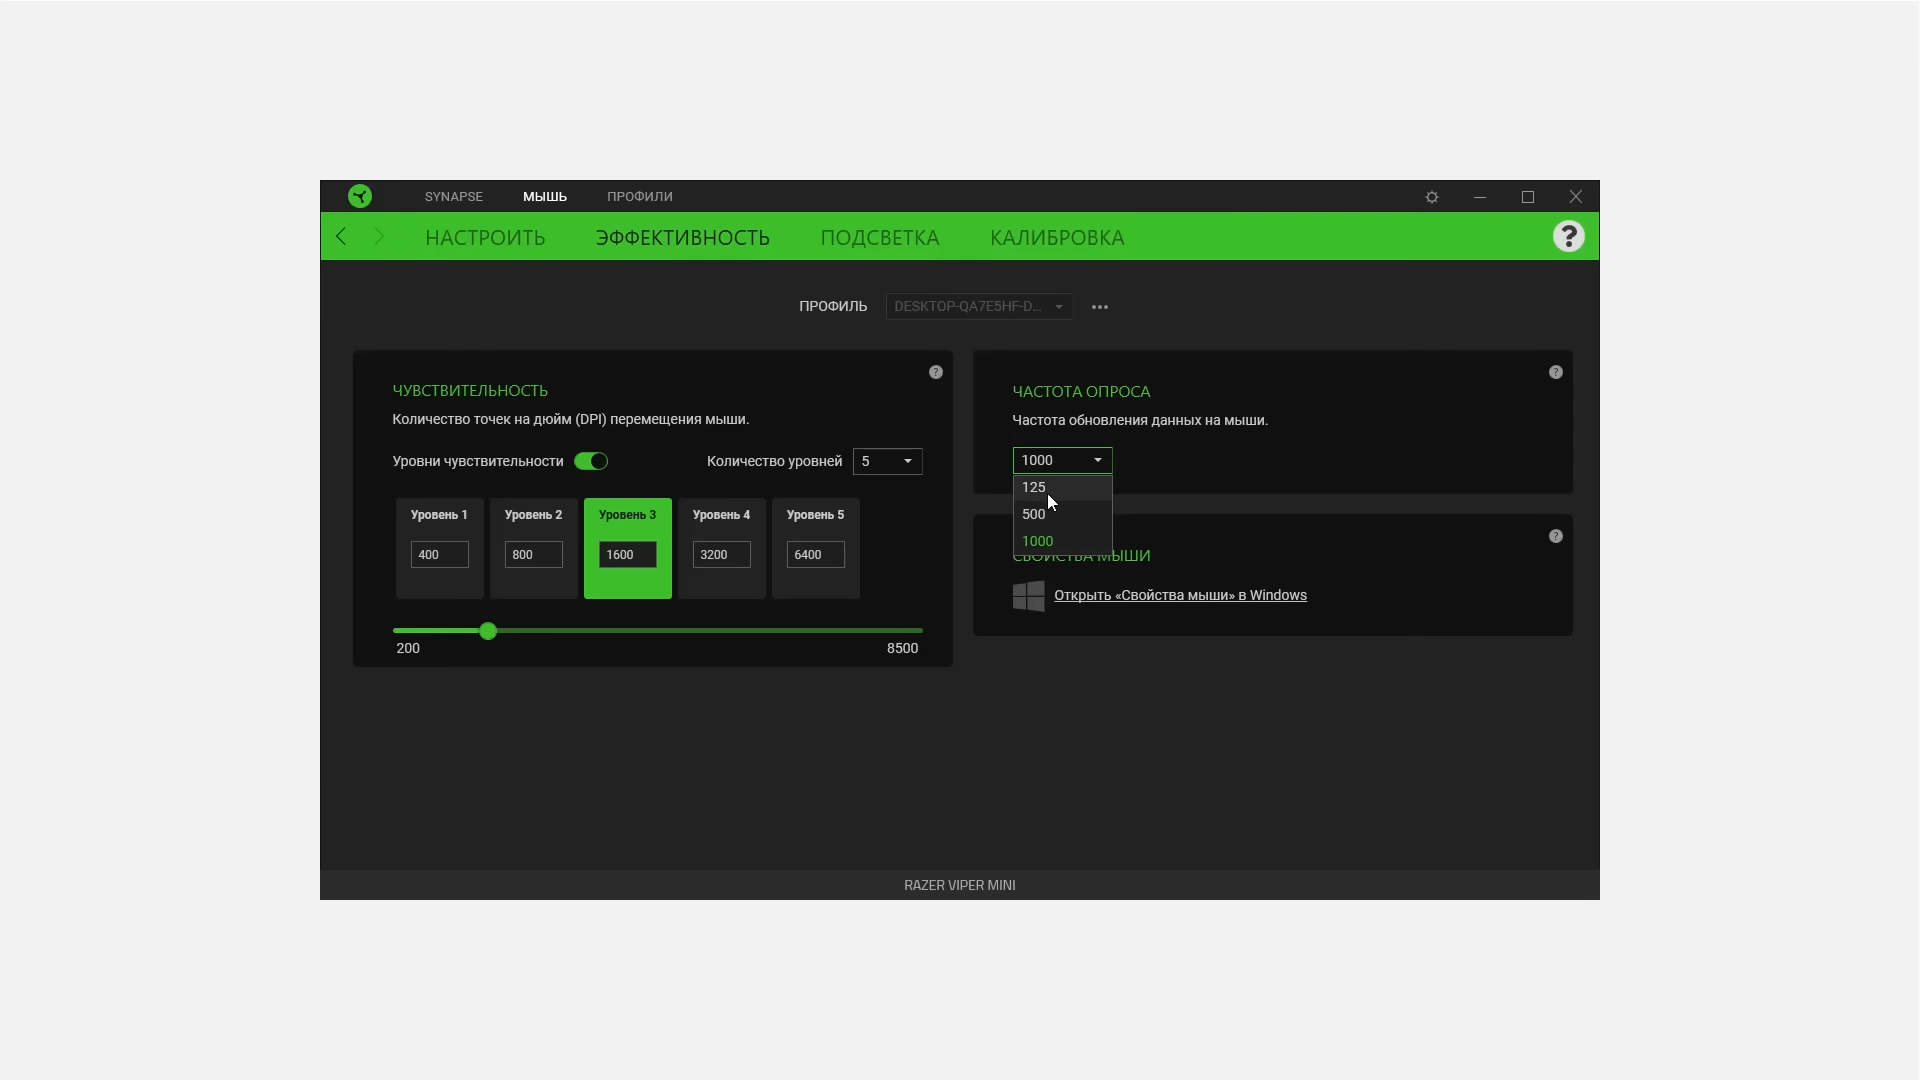 SYNAPSE МЫШЬ ПРОФИЛИ
НАСТРОИТЬ ЭФФЕКТИВНОСТЬ ПОДСВЕТКА КАЛИБРОВКА ?
ПРОФИЛЬ DESKTOP-QA7E5HF-D... •••
ЧУВСТВИТЕЛЬНОСТЬ ?
Количество точек на дюйм (DPI) перемещения мыши.
Уровни чувствительности Количество уровней 5
Уровень 1 Уровень 2 Уровень 3 Уровень 4 Уровень 5
400 800 1600 3200 6400
200 8500
ЧАСТОТА ОПРОСА ?
Частота обновления данных на мыши.
1000
125
500
1000
СВОЙСТВА МЫШИ ?
Открыть «Свойства мыши» в Windows
RAZER VIPER MINI